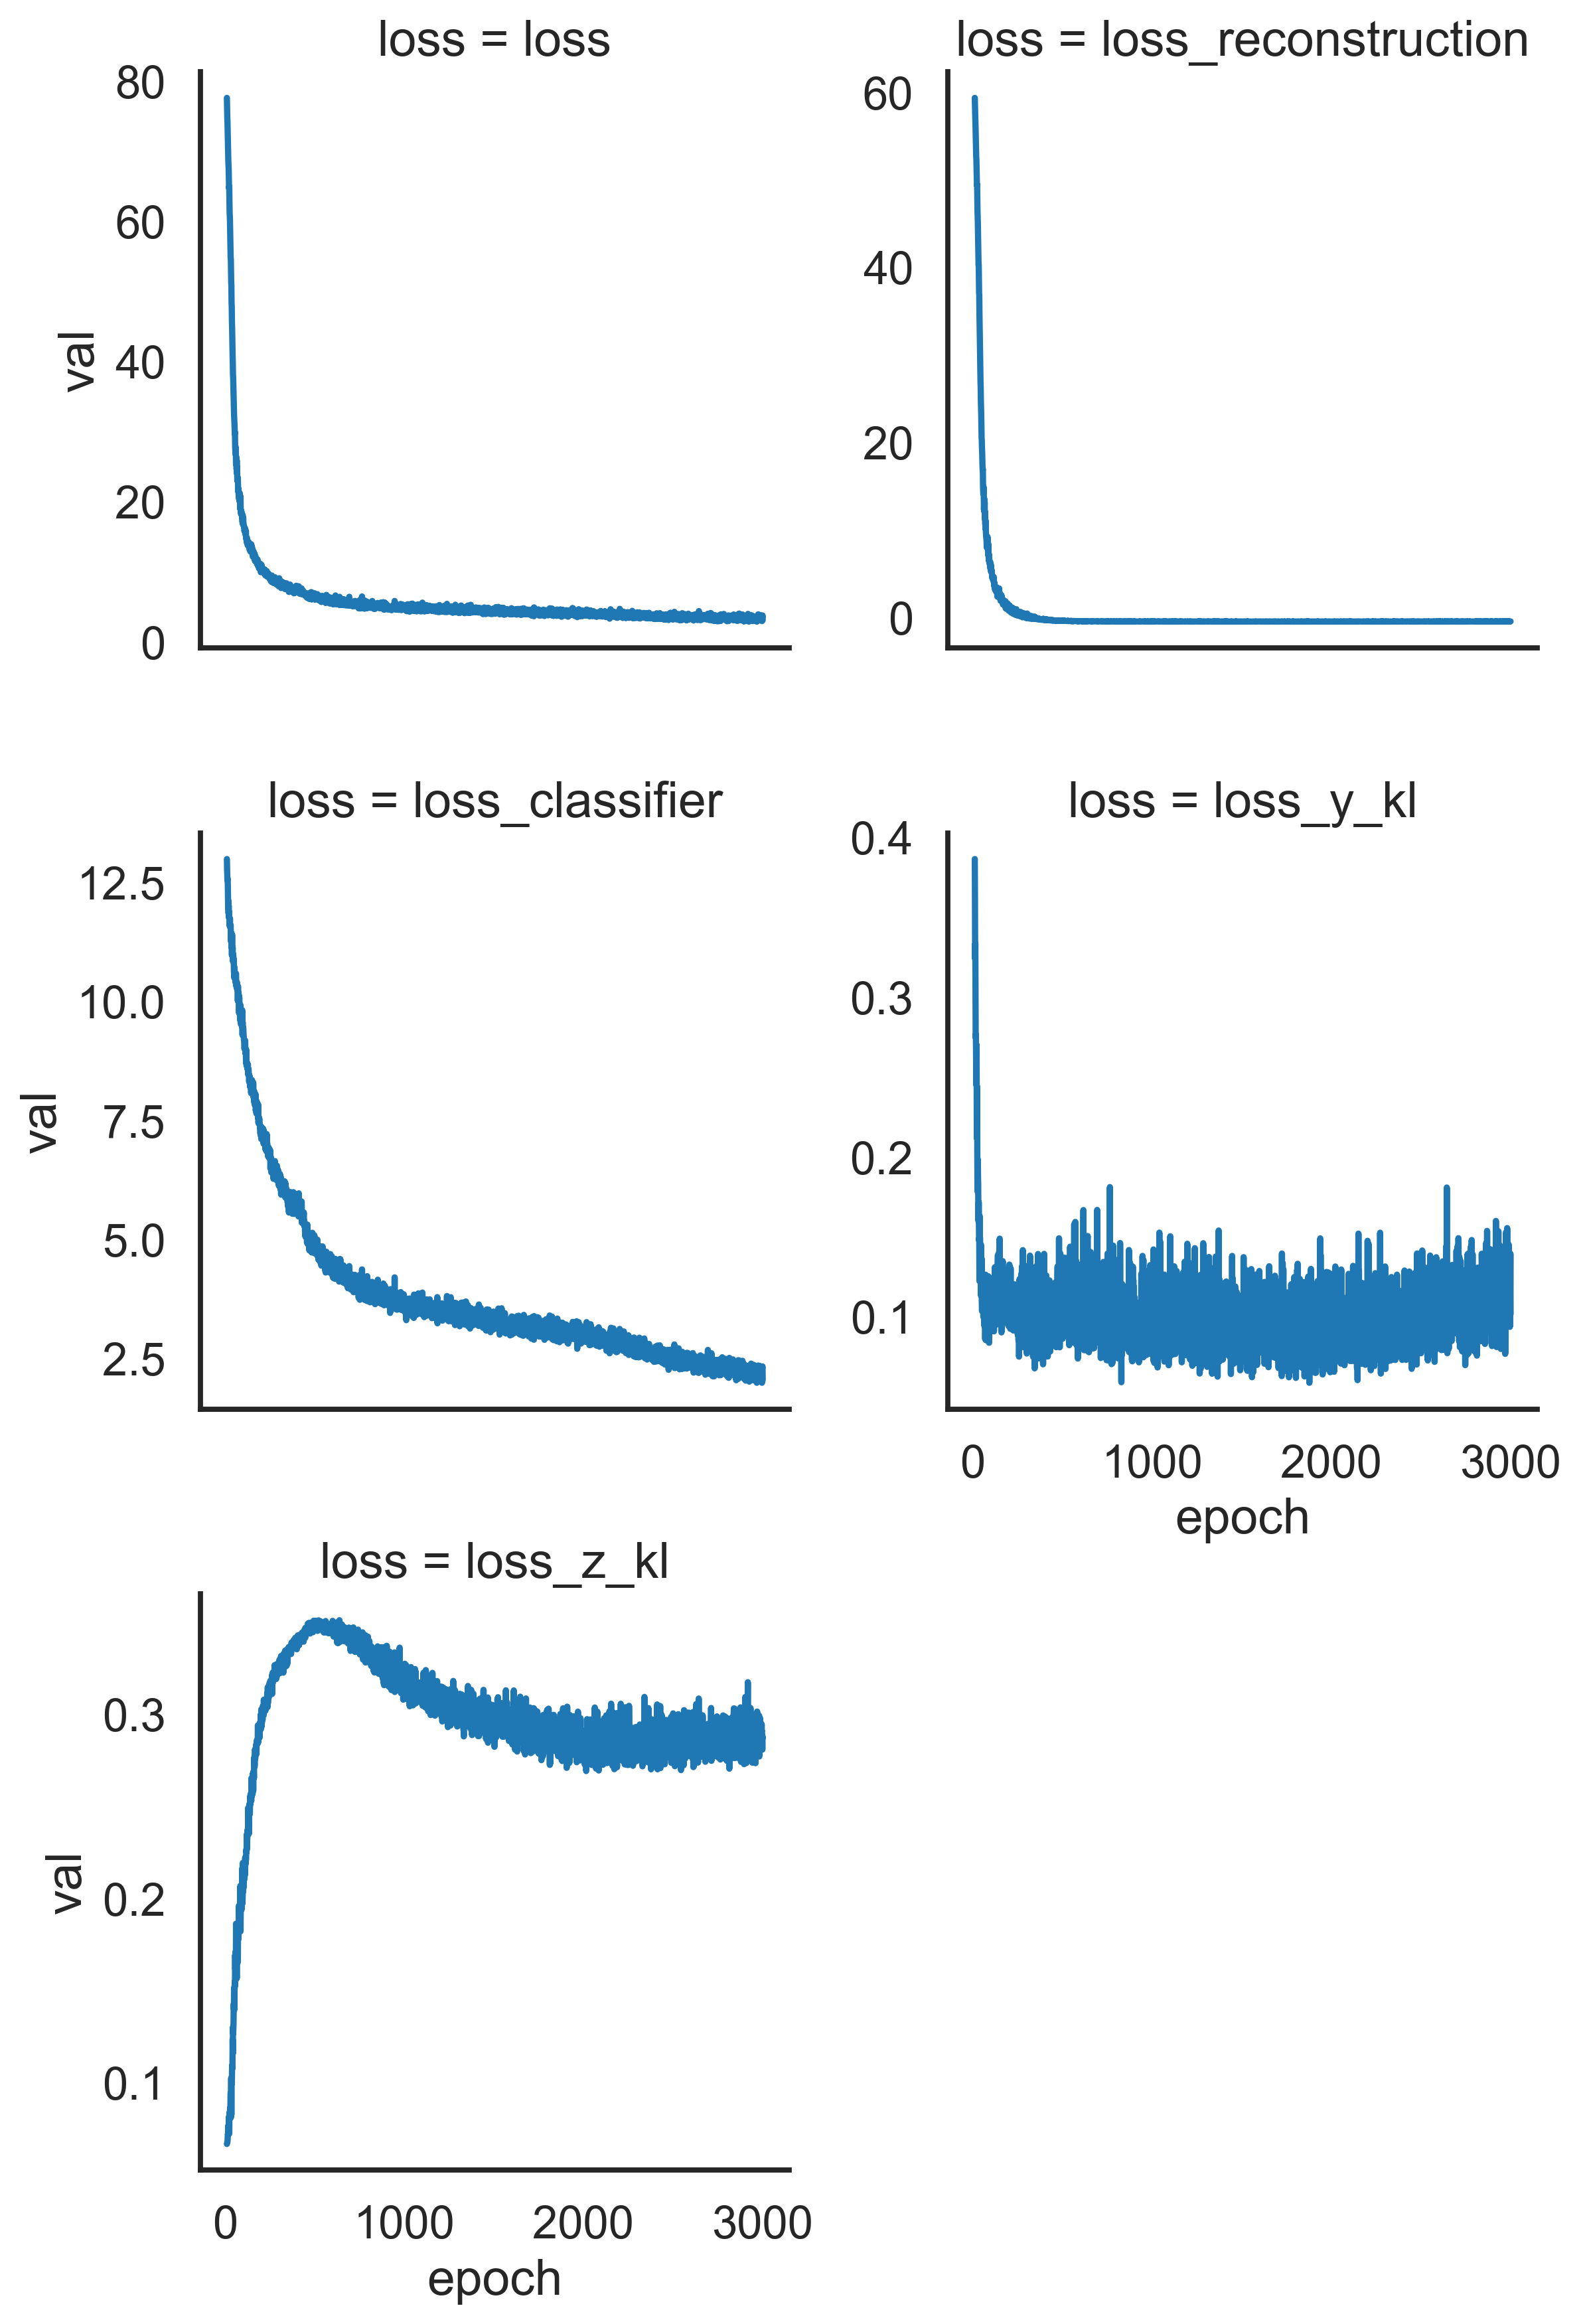 loss = loss
80
60
40
20
0
val
loss = loss_reconstruction
60
40
20
0
loss = loss_classifier
12.5
10.0
7.5
5.0
2.5
val
loss = loss_y_kl
0.4
0.3
0.2
0.1
0 1000 2000 3000
epoch
loss = loss_z_kl
0.3
0.2
0.1
val
0 1000 2000 3000
epoch